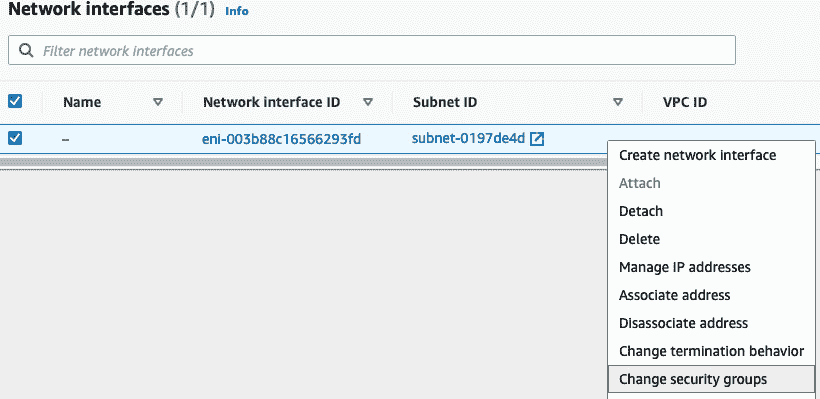 Network interfaces (1/1) Info
Filter network interfaces
Name Network interface ID Subnet ID VPC ID
– eni-003b88c16566293fd subnet-0197de4d
Create network interface
Attach
Detach
Delete
Manage IP addresses
Associate address
Disassociate address
Change termination behavior
Change security groups